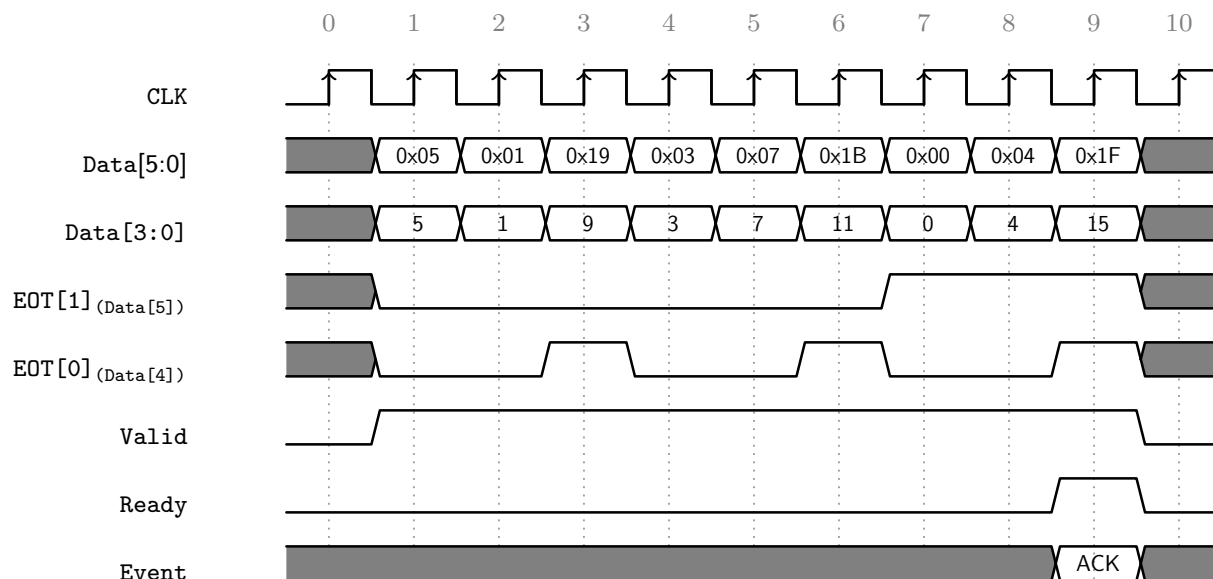 0 1 2 3 4 5 6 7 8 9 10
CLK
Data[5:0] 0x05 0x01 0x19 0x03 0x07 0x1B 0x00 0x04 0x1F
Data[3:0] 5 1 9 3 7 11 0 4 15
EOT[1](Data[5])
EOT[0](Data[4])
Valid
Ready
Event ACK